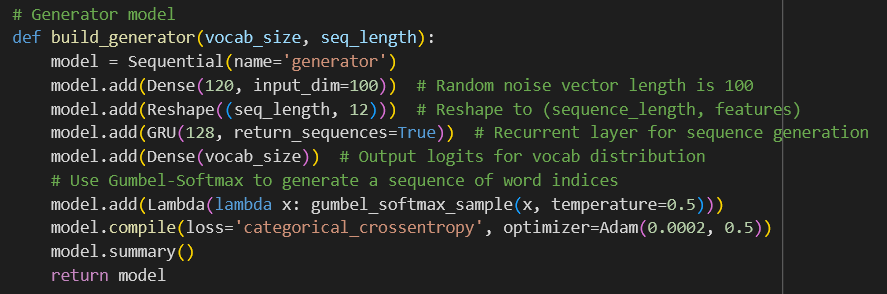 # Generator model
def build_generator(vocab_size, seq_length):
    model = Sequential(name='generator')
    model.add(Dense(120, input_dim=100))  # Random noise vector length is 100
    model.add(Reshape((seq_length, 12)))  # Reshape to (sequence_length, features)
    model.add(GRU(128, return_sequences=True))  # Recurrent layer for sequence generation
    model.add(Dense(vocab_size))  # Output logits for vocab distribution
    # Use Gumbel-Softmax to generate a sequence of word indices
    model.add(Lambda(lambda x: gumbel_softmax_sample(x, temperature=0.5)))
    model.compile(loss='categorical_crossentropy', optimizer=Adam(0.0002, 0.5))
    model.summary()
    return model